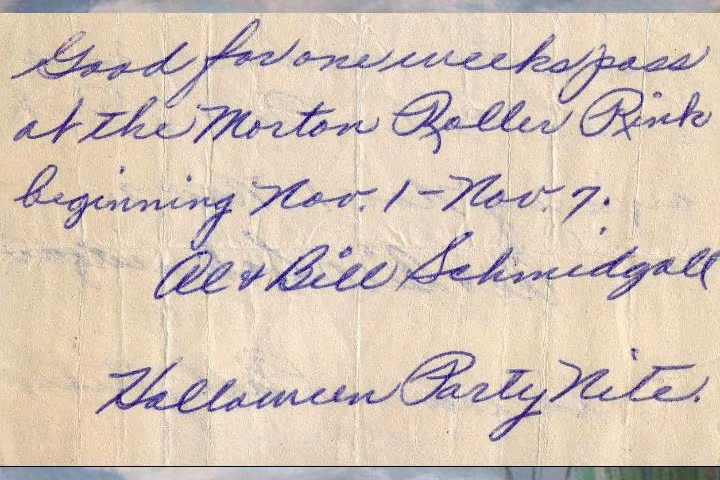 Good for one weeks pass
at the Morton Roller Rink
beginning Nov. 1 - Nov. 7.
Al & Bill Schmidgall
Halloween Party Nite.